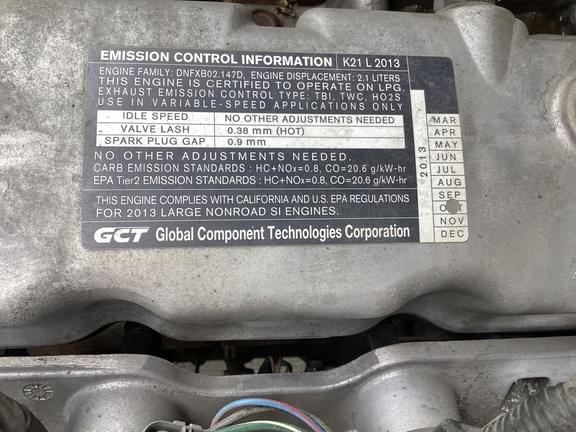 EMISSION CONTROL INFORMATION K21 L 2013
ENGINE FAMILY: DNFXB02.147D, ENGINE DISPLACEMENT: 2.1 LITERS
THIS ENGINE IS CERTIFIED TO OPERATE ON LPG.
EXHAUST EMISSION CONTROL TYPE: TBI, TWC, HO2S
USE IN VARIABLE-SPEED APPLICATIONS ONLY
IDLE SPEED NO OTHER ADJUSTMENTS NEEDED
VALVE LASH 0.38 mm (HOT)
SPARK PLUG GAP 0.9 mm
NO OTHER ADJUSTMENTS NEEDED.
CARB EMISSION STANDARDS : HC+NOx=0.8, CO=20.6 g/kW-hr
EPA Tier2 EMISSION STANDARDS : HC+NOx=0.8, CO=20.6 g/kW-hr
THIS ENGINE COMPLIES WITH CALIFORNIA AND U.S. EPA REGULATIONS
FOR 2013 LARGE NONROAD SI ENGINES.
GCT Global Component Technologies Corporation
2013
MAR
APR
MAY
JUN
JUL
AUG
SEP
OCT
NOV
DEC